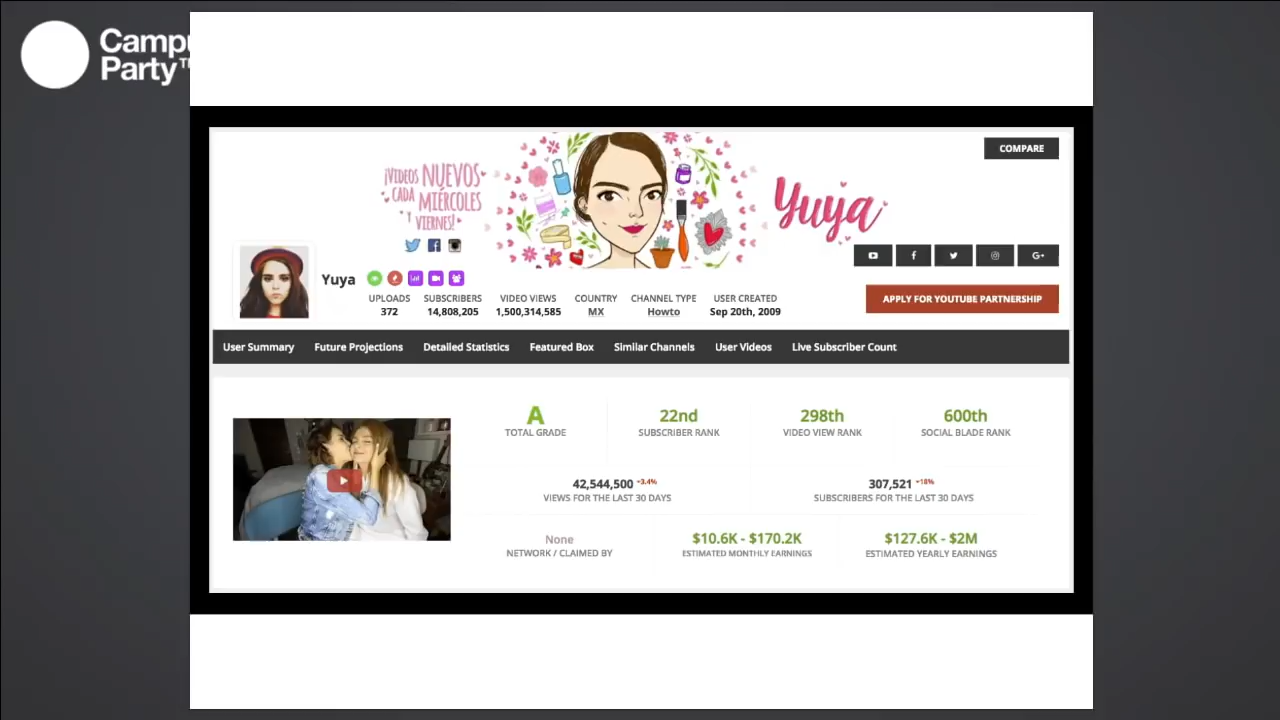 Campu
Party™
COMPARE
¡VIDEOS NUEVOS
CADA MIÉRCOLES
Y VIERNES!
Yuya
Yuya
UPLOADS SUBSCRIBERS VIDEO VIEWS COUNTRY CHANNEL TYPE USER CREATED
372 14,808,205 1,500,314,585 MX Howto Sep 20th, 2009
G+
APPLY FOR YOUTUBE PARTNERSHIP
User Summary Future Projections Detailed Statistics Featured Box Similar Channels User Videos Live Subscriber Count
A 22nd 298th 600th
TOTAL GRADE SUBSCRIBER RANK VIDEO VIEW RANK SOCIAL BLADE RANK
42,544,500 +3.4% 307,521 -18%
VIEWS FOR THE LAST 30 DAYS SUBSCRIBERS FOR THE LAST 30 DAYS
None $10.6K - $170.2K $127.6K - $2M
NETWORK / CLAIMED BY ESTIMATED MONTHLY EARNINGS ESTIMATED YEARLY EARNINGS